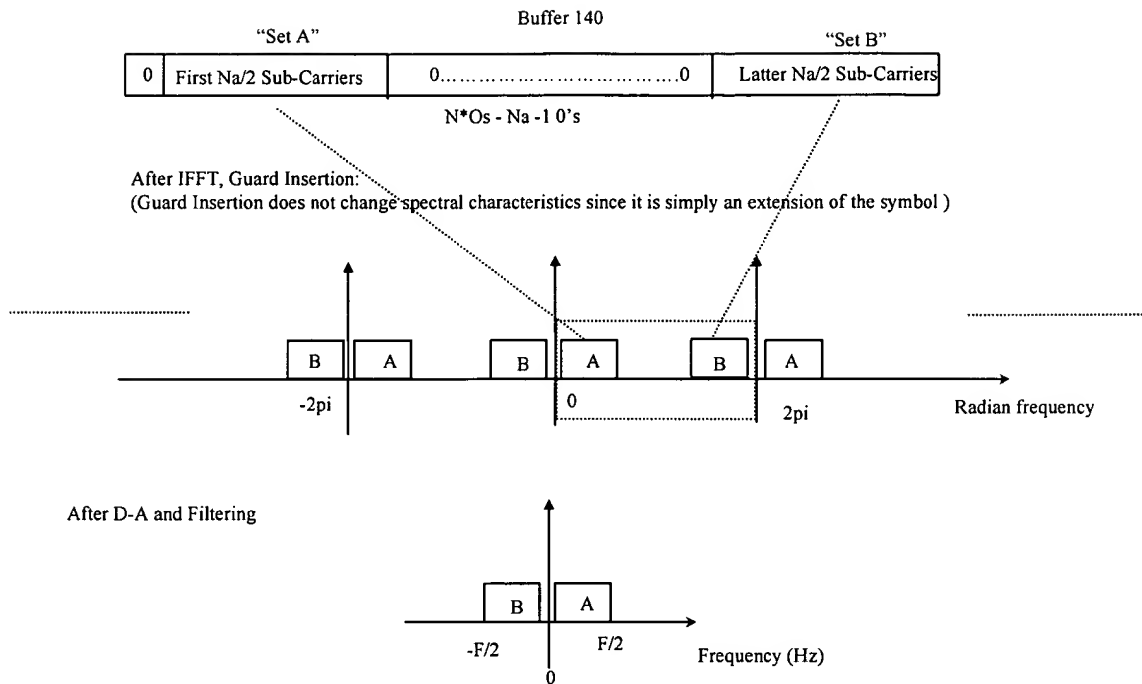 Buffer 140
"Set A"
"Set B"
0 First Na/2 Sub-Carriers 0................................0 Latter Na/2 Sub-Carriers
N*Os - Na -1 0's
After IFFT, Guard Insertion:
(Guard Insertion does not change spectral characteristics since it is simply an extension of the symbol )
B A B A B A
-2pi 0 2pi Radian frequency
After D-A and Filtering
B A
-F/2 F/2 Frequency (Hz)
0